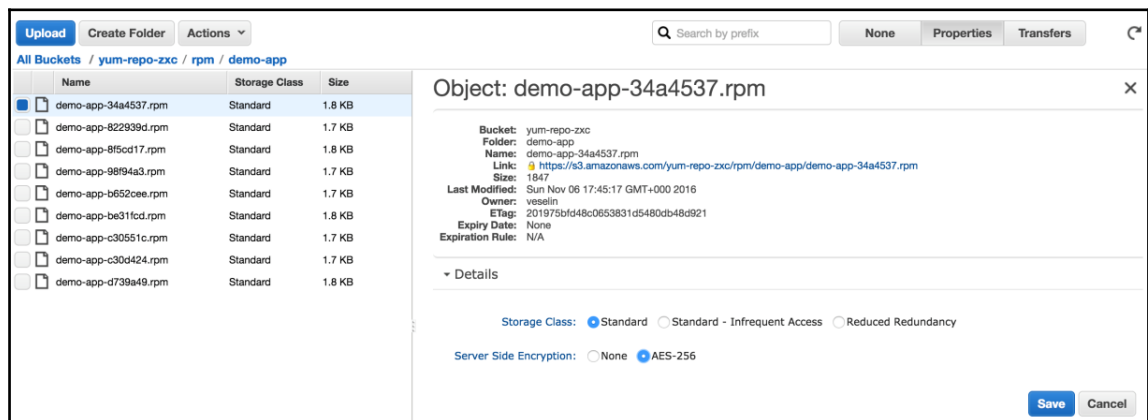 Upload Create Folder Actions Search by prefix None Properties Transfers
All Buckets / yum-repo-zxc / rpm / demo-app
Name Storage Class Size
demo-app-34a4537.rpm Standard 1.8 KB
demo-app-822939d.rpm Standard 1.7 KB
demo-app-8f5cd17.rpm Standard 1.8 KB
demo-app-98f94a3.rpm Standard 1.7 KB
demo-app-b652cee.rpm Standard 1.7 KB
demo-app-be31fcd.rpm Standard 1.8 KB
demo-app-c30551c.rpm Standard 1.7 KB
demo-app-c30d424.rpm Standard 1.7 KB
demo-app-d739a49.rpm Standard 1.8 KB
Object: demo-app-34a4537.rpm
Bucket: yum-repo-zxc
Folder: demo-app
Name: demo-app-34a4537.rpm
Link: https://s3.amazonaws.com/yum-repo-zxc/rpm/demo-app/demo-app-34a4537.rpm
Size: 1847
Last Modified: Sun Nov 06 17:45:17 GMT+000 2016
Owner: veselin
ETag: 201975bfd48c0653831d5480db48d921
Expiry Date: None
Expiration Rule: N/A
Details
Storage Class: Standard Standard - Infrequent Access Reduced Redundancy
Server Side Encryption: None AES-256
Save Cancel